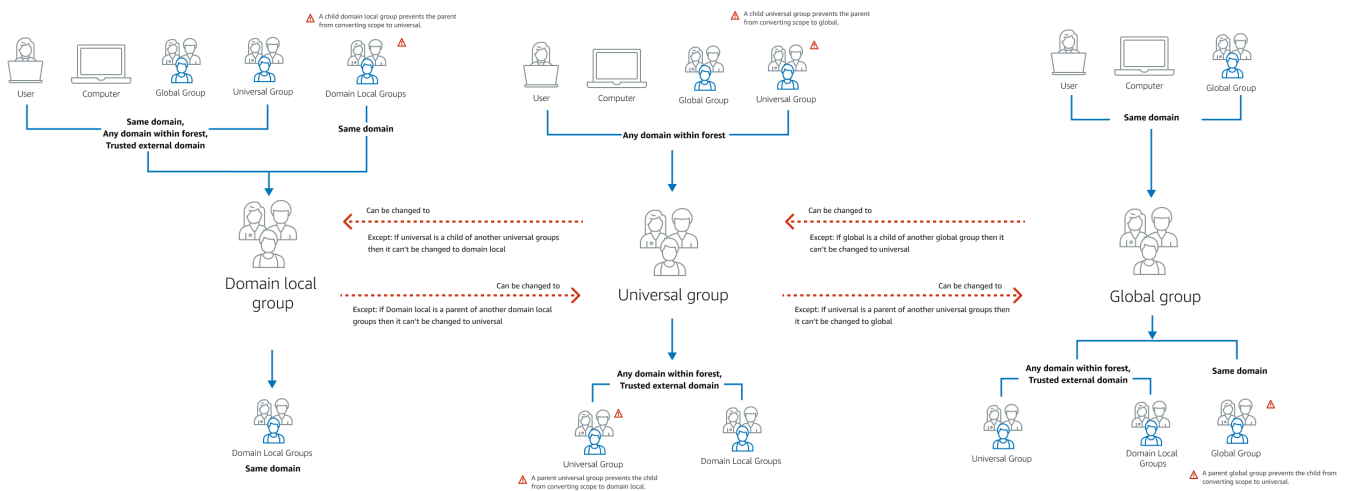 A child domain local group prevents the parent
from converting scope to universal.
User
Computer
Global Group
Universal Group
Domain Local Groups
Same domain,
Any domain within forest,
Trusted external domain
Same domain
Domain local
group
Domain Local Groups
Same domain
Can be changed to
Except: If universal is a child of another universal groups
then it can't be changed to domain local
Can be changed to
Except: If Domain local is a parent of another domain local
groups then it can't be changed to universal
A child universal group prevents the parent
from converting scope to global.
User
Computer
Global Group
Universal Group
Any domain within forest
Universal group
Any domain within forest,
Trusted external domain
Universal Group
Domain Local Groups
A parent universal group prevents the child
from converting scope to domain local.
Can be changed to
Except: If global is a child of another global group then it
can't be changed to universal
Can be changed to
Except: If universal is a parent of another universal groups then
it can't be changed to global
User
Computer
Global Group
Same domain
Global group
Any domain within forest,
Trusted external domain
Same domain
Universal Group
Domain Local
Groups
Global Group
A parent global group prevents the child from
converting scope to universal.